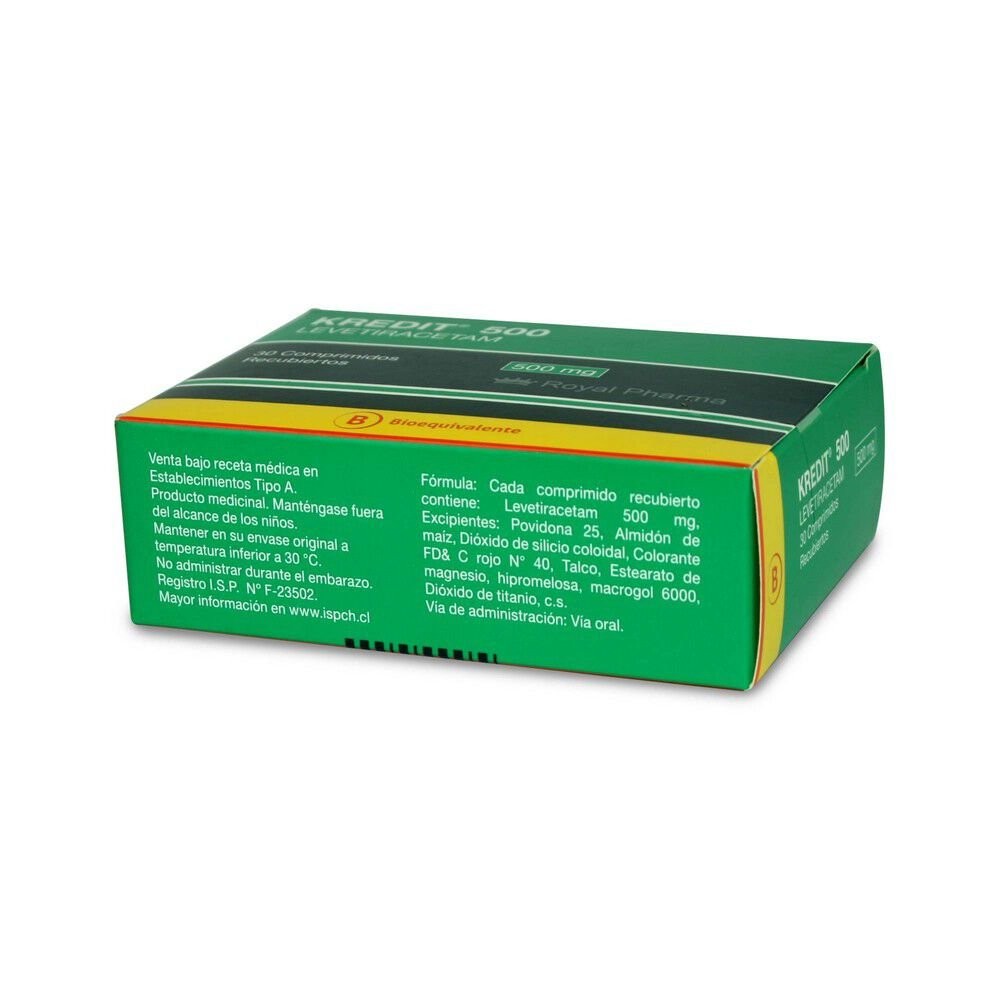 KREDIT® 500
LEVETIRACETAM
30 Comprimidos
Recubiertos
500 mg
Royal Pharma
B Bioequivalente
Venta bajo receta médica en
Establecimientos Tipo A.
Producto medicinal. Manténgase fuera
del alcance de los niños.
Mantener en su envase original a
temperatura inferior a 30 °C.
No administrar durante el embarazo.
Registro I.S.P. Nº F-23502.
Mayor información en www.ispch.cl
Fórmula: Cada comprimido recubierto
contiene: Levetiracetam 500 mg,
Excipientes: Povidona 25, Almidón de
maiz, Dióxido de silicio coloidal, Colorante
FD& C rojo N° 40, Talco, Estearato de
magnesio, hipromelosa, macrogol 6000,
Dióxido de titanio, c.s.
Via de administración: Vía oral.
KREDIT® 500
LEVETIRACETAM
30 Comprimidos
Recubiertos
500 mg
B